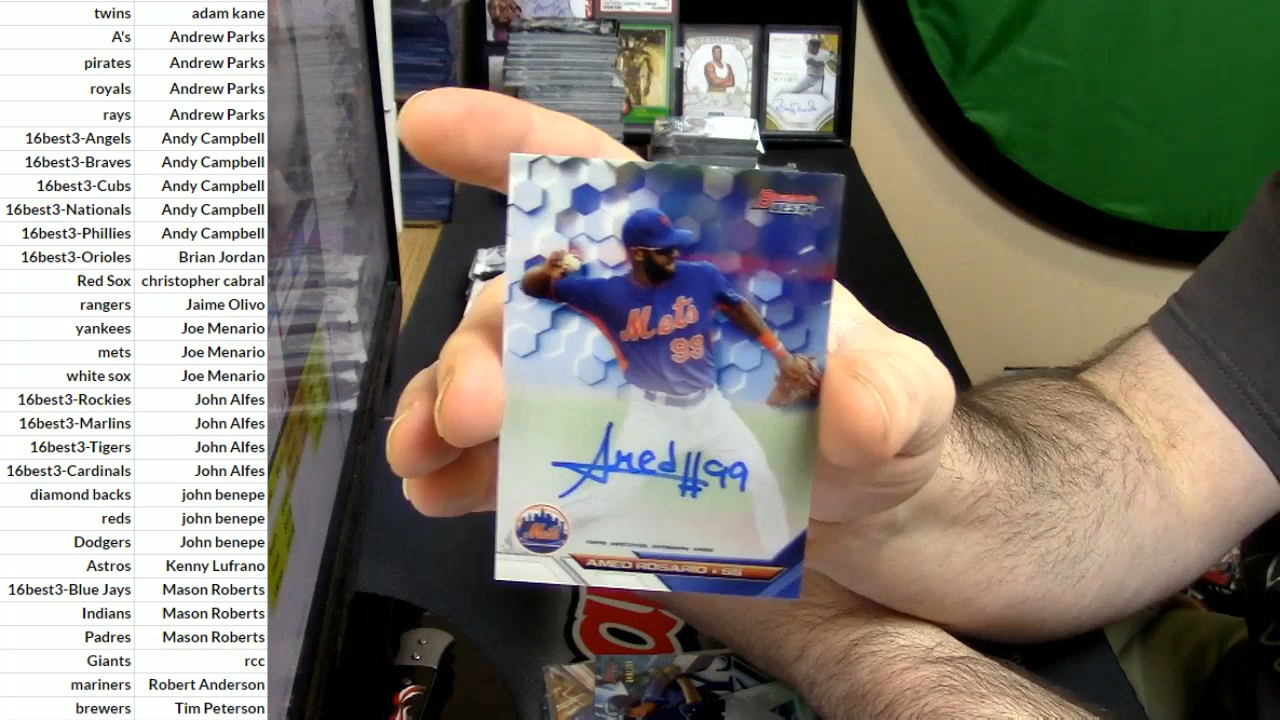 twins adam kane
A's Andrew Parks
pirates Andrew Parks
royals Andrew Parks
rays Andrew Parks
16best3-Angels Andy Campbell
16best3-Braves Andy Campbell
16best3-Cubs Andy Campbell
16best3-Nationals Andy Campbell
16best3-Phillies Andy Campbell
16best3-Orioles Brian Jordan
Red Sox christopher cabral
rangers Jaime Olivo
yankees Joe Menario
mets Joe Menario
white sox Joe Menario
16best3-Rockies John Alfes
16best3-Marlins John Alfes
16best3-Tigers John Alfes
16best3-Cardinals John Alfes
diamond backs john benepe
reds john benepe
Dodgers John benepe
Astros Kenny Lufrano
16best3-Blue Jays Mason Roberts
Indians Mason Roberts
Padres Mason Roberts
Giants rcc
mariners Robert Anderson
brewers Tim Peterson
Bowman's
BEST
Mets
99
Amed #99
Mets
AMED ROSARIO • SS